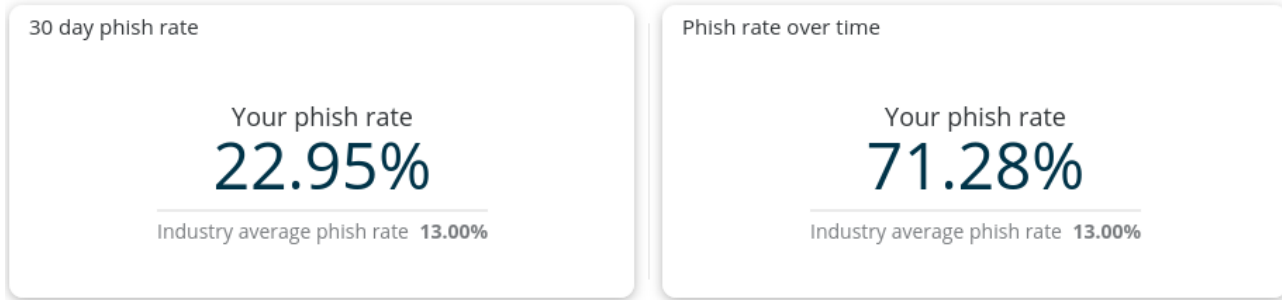 30 day phish rate
Your phish rate
22.95%
Industry average phish rate 13.00%
Phish rate over time
Your phish rate
71.28%
Industry average phish rate 13.00%